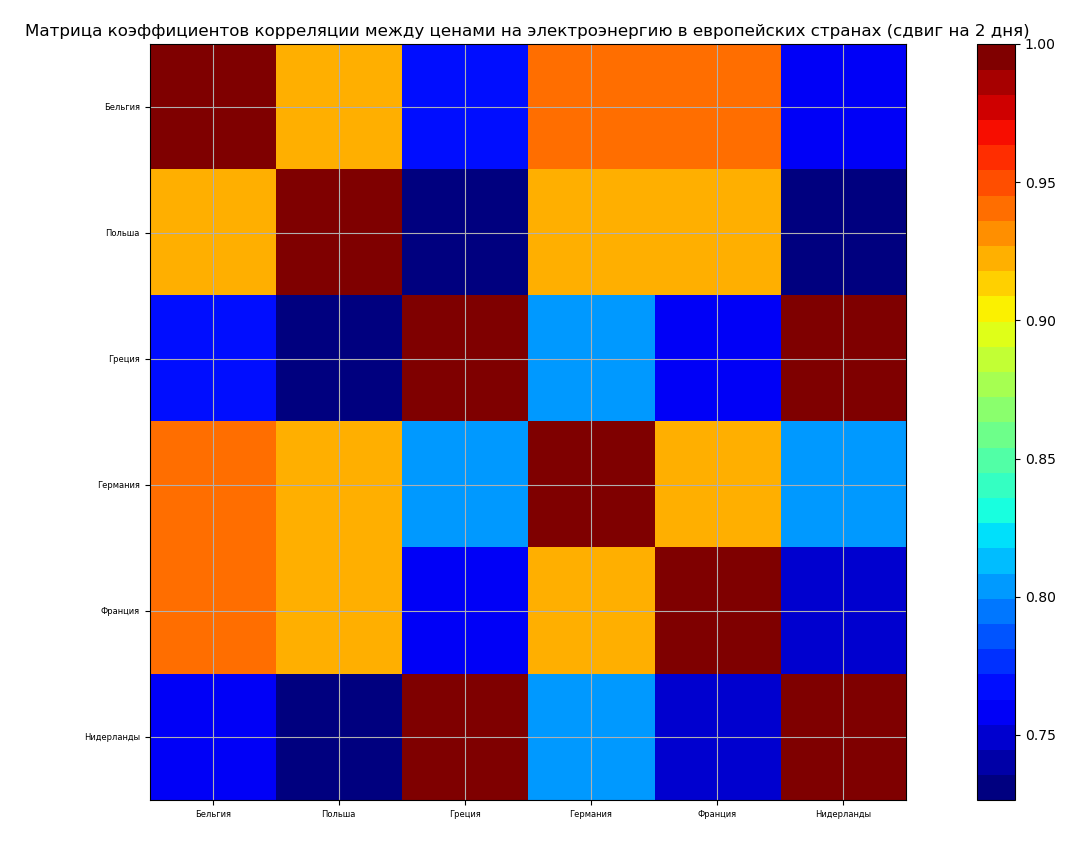 Матрица коэффициентов корреляции между ценами на электроэнергию в европейских странах (сдвиг на 2 дня)
1.00
0.95
0.90
0.85
0.80
0.75
Бельгия
Польша
Греция
Германия
Франция
Нидерланды
Бельгия
Польша
Греция
Германия
Франция
Нидерланды